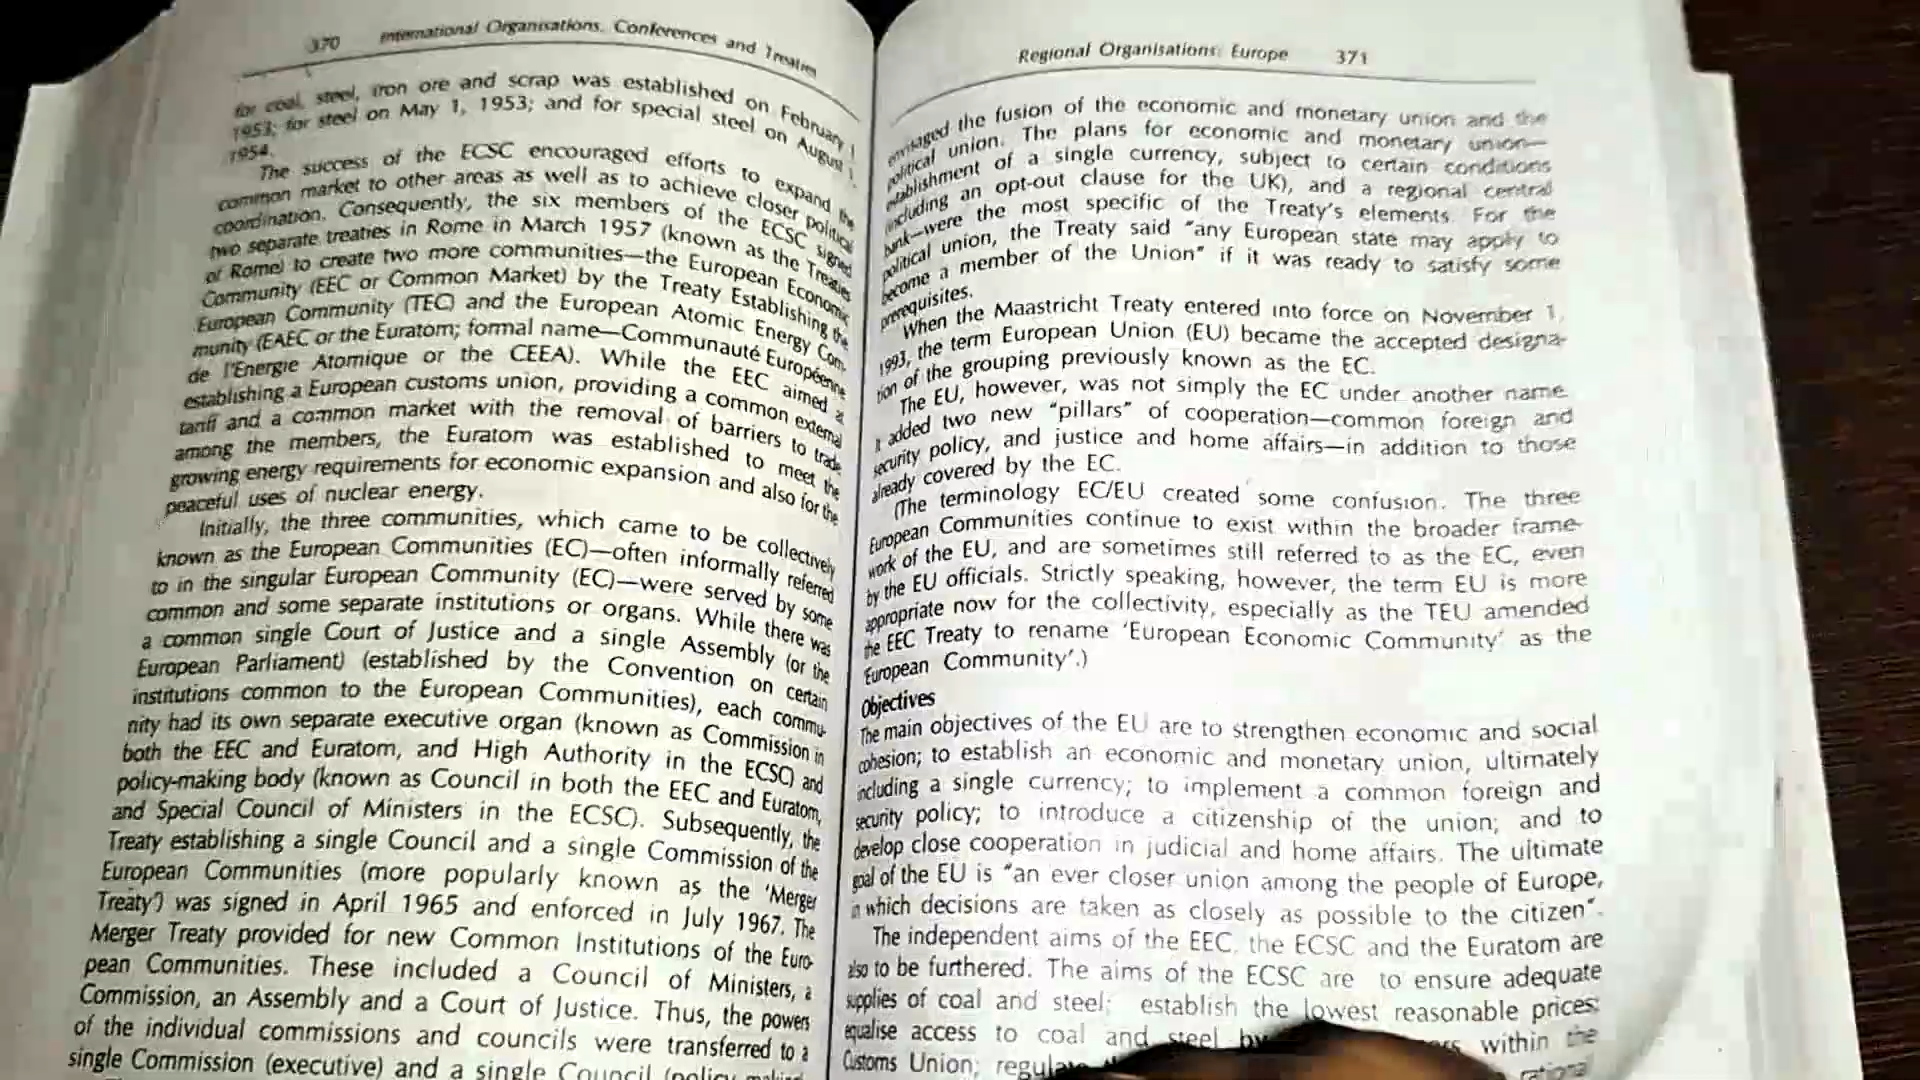 370 International Organisations, Conferences and Treaties
for coal, steel, iron ore and scrap was established on February 1,
1953; for steel on May 1, 1953; and for special steel on August 1,
1954.
The success of the ECSC encouraged efforts to expand the
common market to other areas as well as to achieve closer political
coordination. Consequently, the six members of the ECSC signed
two separate treaties in Rome in March 1957 (known as the Treaties
of Rome) to create two more communities—the European Economic
Community (EEC or Common Market) by the Treaty Establishing the
European Community (TEC) and the European Atomic Energy Com-
munity (EAEC or the Euratom; formal name—Communauté Européenne
de l'Energie Atomique or the CEEA). While the EEC aimed at
establishing a European customs union, providing a common external
tariff and a common market with the removal of barriers to trade
among the members, the Euratom was established to meet the
growing energy requirements for economic expansion and also for the
peaceful uses of nuclear energy.
Initially, the three communities, which came to be collectively
known as the European Communities (EC)—often informally referred
to in the singular European Community (EC)—were served by some
common and some separate institutions or organs. While there was
a common single Court of Justice and a single Assembly (or the
European Parliament) (established by the Convention on certain
institutions common to the European Communities), each commu-
nity had its own separate executive organ (known as Commission in
both the EEC and Euratom, and High Authority in the ECSC) and
policy-making body (known as Council in both the EEC and Euratom,
and Special Council of Ministers in the ECSC). Subsequently, the
Treaty establishing a single Council and a single Commission of the
European Communities (more popularly known as the 'Merger
Treaty') was signed in April 1965 and enforced in July 1967. The
Merger Treaty provided for new Common Institutions of the Euro-
pean Communities. These included a Council of Ministers, a
Commission, an Assembly and a Court of Justice. Thus, the powers
of the individual commissions and councils were transferred to a
single Commission (executive) and a single Council (policy making
Regional Organisations: Europe 371
envisaged the fusion of the economic and monetary union and the
political union. The plans for economic and monetary union—
establishment of a single currency, subject to certain conditions
(including an opt-out clause for the UK), and a regional central
bank—were the most specific of the Treaty's elements. For the
political union, the Treaty said "any European state may apply to
become a member of the Union" if it was ready to satisfy some
prerequisites.
When the Maastricht Treaty entered into force on November 1,
1993, the term European Union (EU) became the accepted designa-
tion of the grouping previously known as the EC.
The EU, however, was not simply the EC under another name.
It added two new "pillars" of cooperation—common foreign and
security policy, and justice and home affairs—in addition to those
already covered by the EC.
(The terminology EC/EU created some confusion. The three
European Communities continue to exist within the broader frame-
work of the EU, and are sometimes still referred to as the EC, even
by the EU officials. Strictly speaking, however, the term EU is more
appropriate now for the collectivity, especially as the TEU amended
the EEC Treaty to rename 'European Economic Community' as the
'European Community'.)
Objectives
The main objectives of the EU are to strengthen economic and social
cohesion; to establish an economic and monetary union, ultimately
including a single currency; to implement a common foreign and
security policy; to introduce a citizenship of the union; and to
develop close cooperation in judicial and home affairs. The ultimate
goal of the EU is "an ever closer union among the people of Europe,
in which decisions are taken as closely as possible to the citizen".
The independent aims of the EEC, the ECSC and the Euratom are
also to be furthered. The aims of the ECSC are to ensure adequate
supplies of coal and steel; establish the lowest reasonable prices;
equalise access to coal and steel by within the
Customs Union; regulate